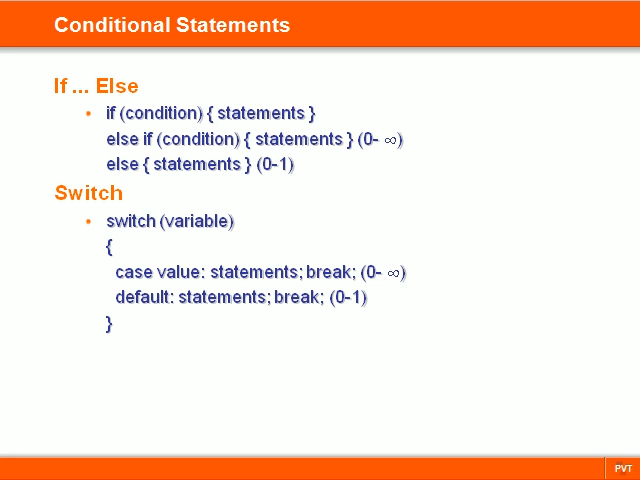 Conditional Statements
If ... Else
• if (condition) { statements }
else if (condition) { statements } (0- ∞)
else { statements } (0-1)
Switch
• switch (variable)
{
case value: statements; break; (0- ∞)
default: statements; break; (0-1)
}
PVT